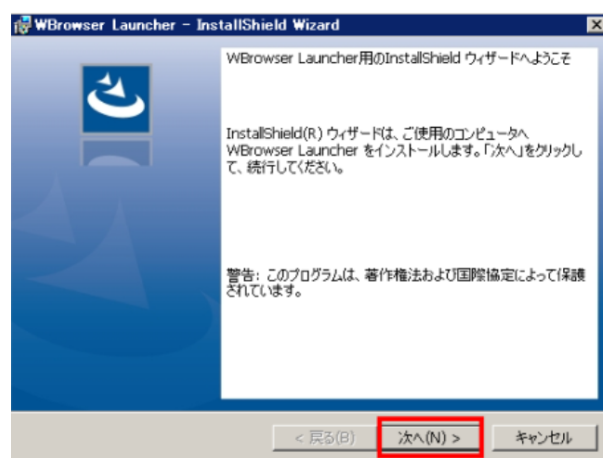 WBrowser Launcher - InstallShield Wizard
WBrowser Launcher用のInstallShield ウィザードへようこそ
InstallShield(R) ウィザードは、ご使用のコンピュータへ
WBrowser Launcher をインストールします。「次へ」をクリックし
て、続行してください。
警告: このプログラムは、著作権法および国際協定によって保護
されています。
< 戻る(B) 次へ(N) > キャンセル